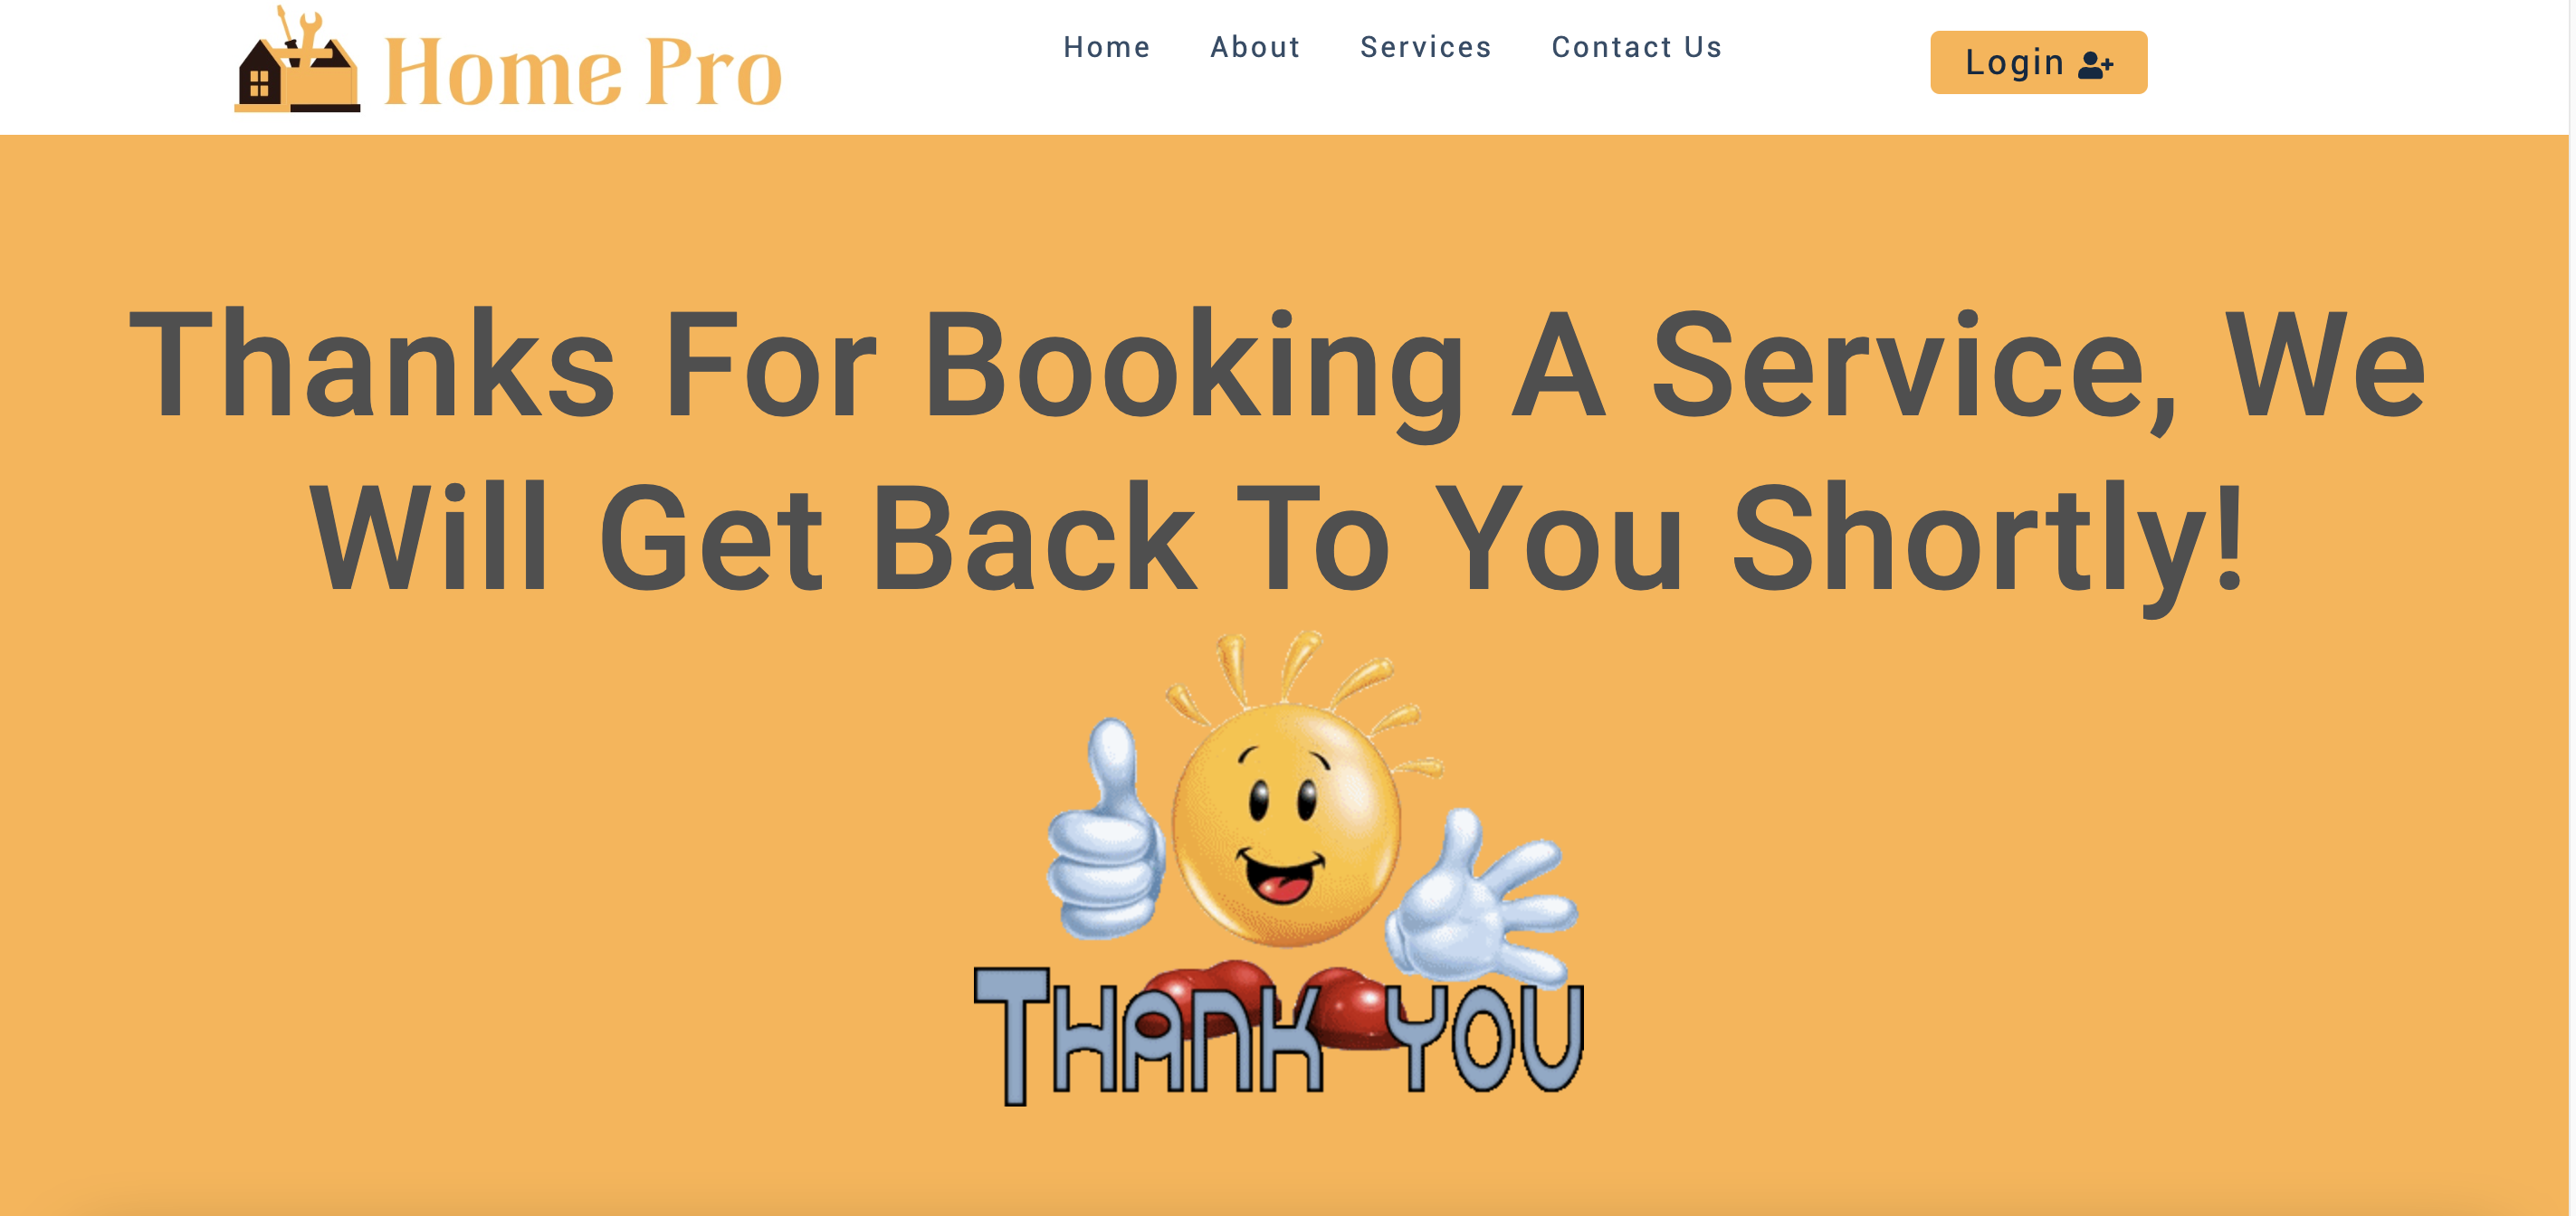 Home Pro
Home About Services Contact Us
Login
Thanks For Booking A Service, We
Will Get Back To You Shortly!
THANK YOU